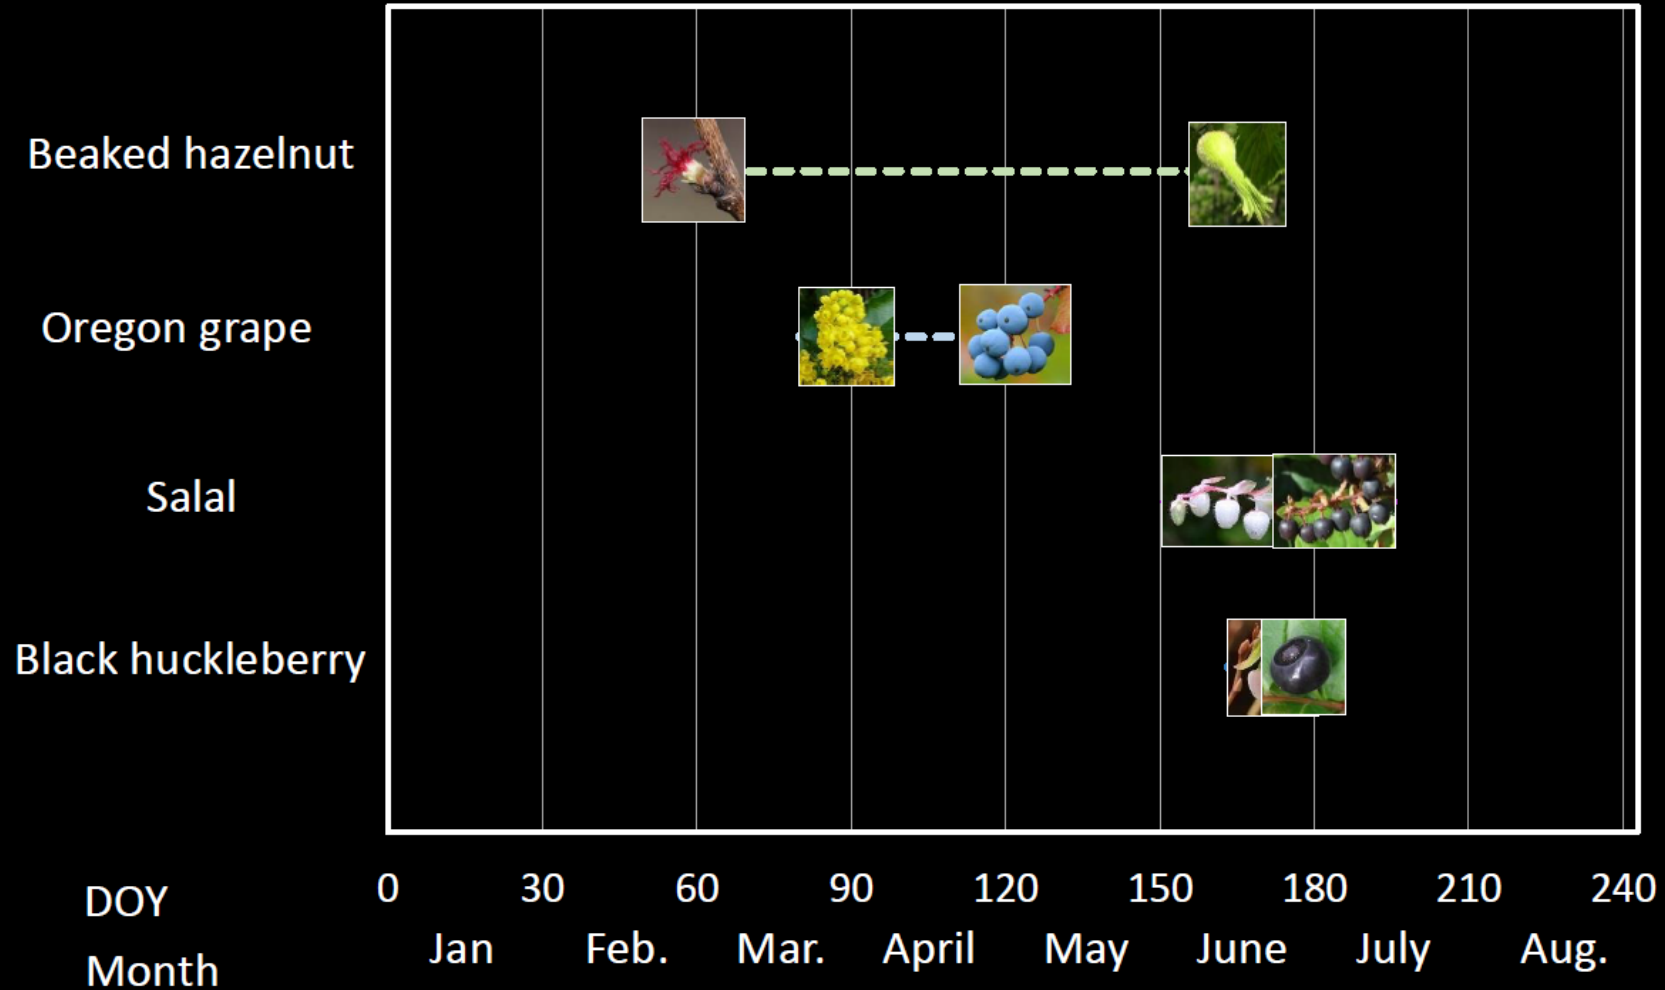 Beaked hazelnut
Oregon grape
Salal
Black huckleberry
DOY 0 30 60 90 120 150 180 210 240
Month Jan Feb. Mar. April May June July Aug.